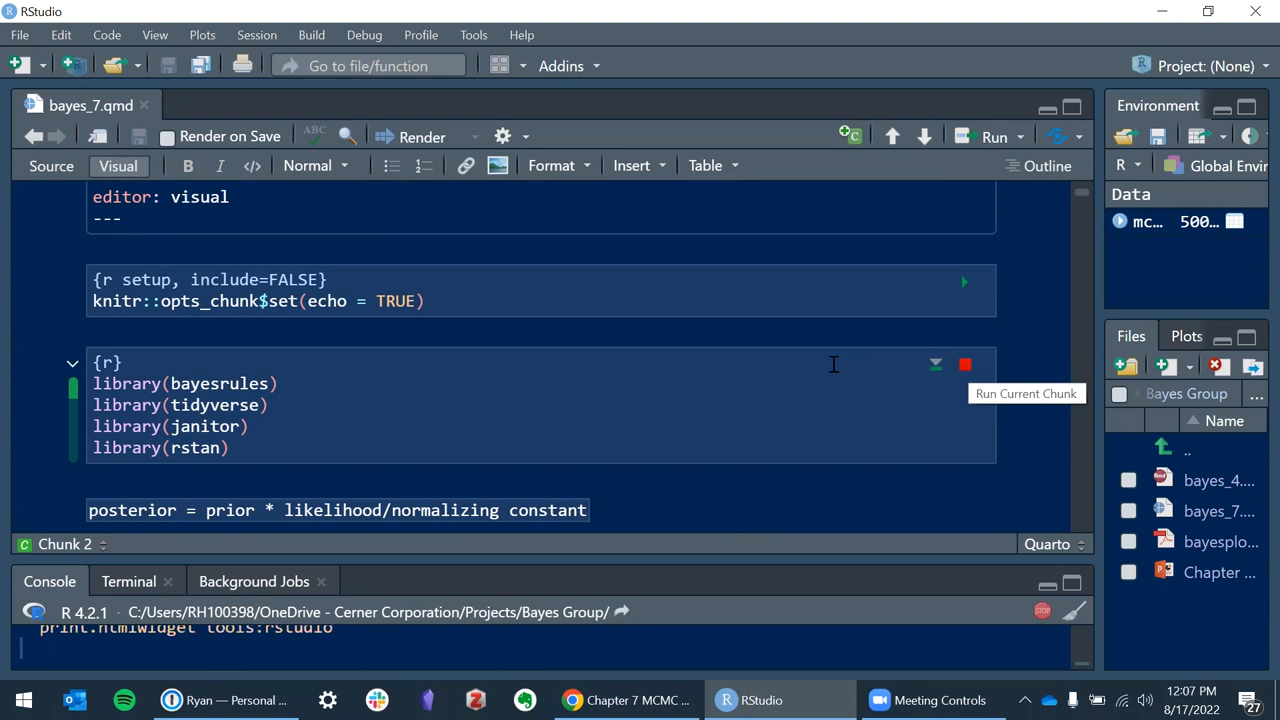 RStudio
File Edit Code View Plots Session Build Debug Profile Tools Help
Go to file/function Addins Project: (None)
bayes_7.qmd
Render on Save ABC Render Run
Source Visual B I </> Normal Format Insert Table Outline
editor: visual
---
{r setup, include=FALSE}
knitr::opts_chunk$set(echo = TRUE)
{r}
library(bayesrules)
library(tidyverse)
library(janitor)
library(rstan)
Run Current Chunk
posterior = prior * likelihood/normalizing constant
Chunk 2 Quarto
Console Terminal Background Jobs
R 4.2.1 · C:/Users/RH100398/OneDrive - Cerner Corporation/Projects/Bayes Group/
print.htmlwidget tools:rstudio
Environment
R Global Envir
Data
mc... 500...
Files Plots
Bayes Group ...
Name
..
bayes_4....
bayes_7....
bayesplo...
Chapter ...
Ryan — Personal ...
Chapter 7 MCMC ...
RStudio
Meeting Controls
12:07 PM
8/17/2022
27